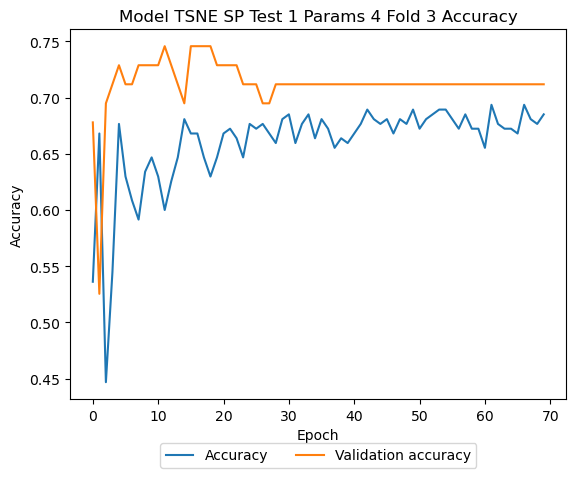 Model TSNE SP Test 1 Params 4 Fold 3 Accuracy
0.75
0.70
0.65
0.60
0.55
0.50
0.45
Accuracy
0 10 20 30 40 50 60 70
Epoch
Accuracy Validation accuracy